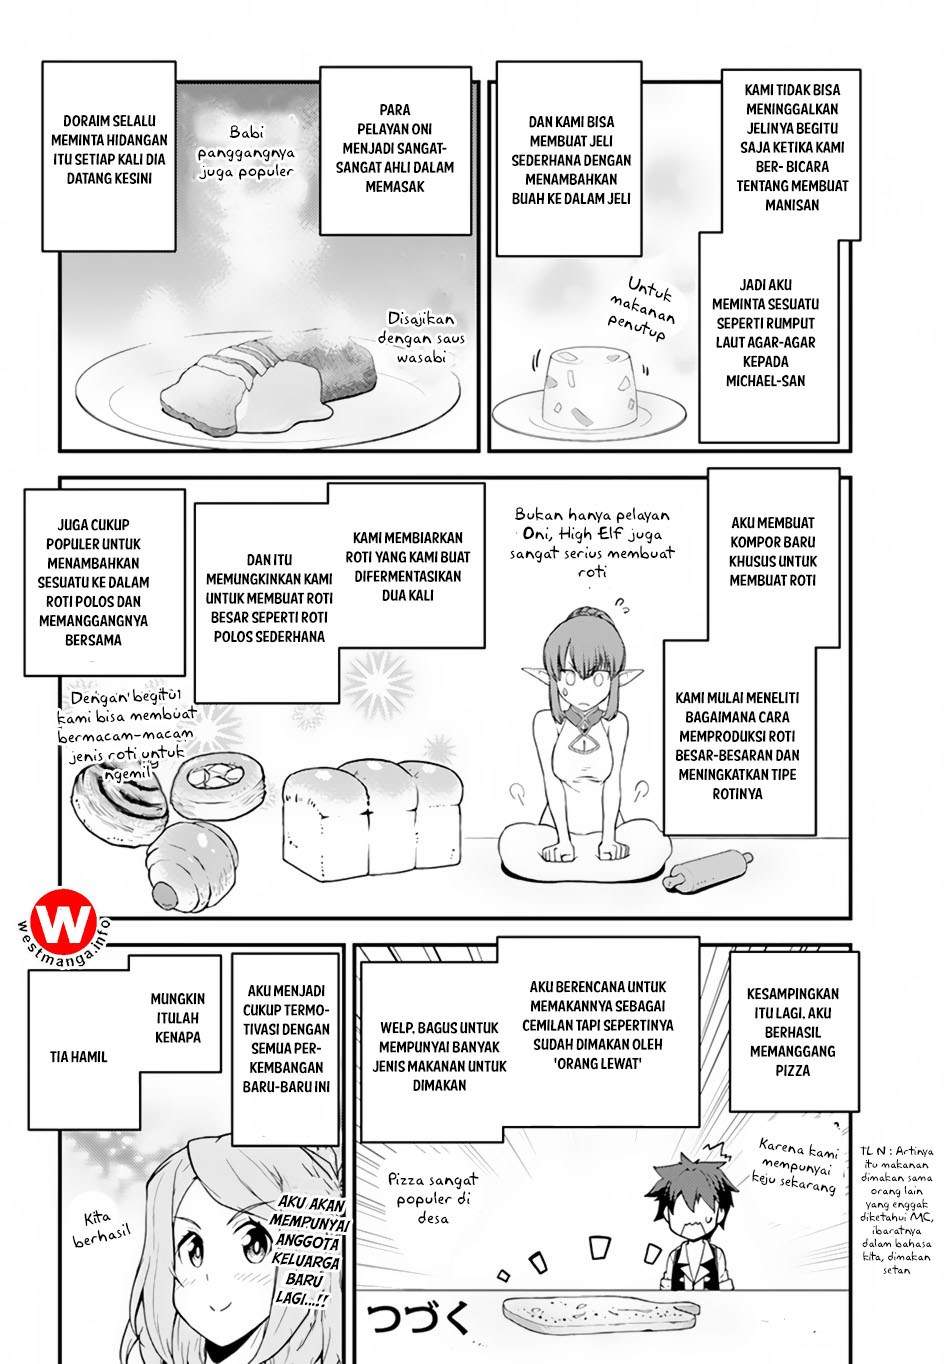 KAMI TIDAK BISA
MENINGGALKAN
JELINYA BEGITU
SAJA KETIKA KAMI
BER- BICARA
TENTANG MEMBUAT
MANISAN
JADI AKU
MEMINTA SESUATU
SEPERTI RUMPUT
LAUT AGAR-AGAR
KEPADA
MICHAEL-SAN
DAN KAMI BISA
MEMBUAT JELI
SEDERHANA DENGAN
MENAMBAHKAN
BUAH KE DALAM JELI
Untuk
makanan
penutup
PARA
PELAYAN ONI
MENJADI SANGAT-
SANGAT AHLI DALAM
MEMASAK
Babi
panggangnya
juga populer
Disajikan
dengan saus
wasabi
DORAIM SELALU
MEMINTA HIDANGAN
ITU SETIAP KALI DIA
DATANG KESINI
AKU MEMBUAT
KOMPOR BARU
KHUSUS UNTUK
MEMBUAT ROTI
KAMI MULAI MENELITI
BAGAIMANA CARA
MEMPRODUKSI ROTI
BESAR-BESARAN DAN
MENINGKATKAN TIPE
ROTINYA
Bukan hanya pelayan
Oni, High Elf juga
sangat serius membuat
roti
KAMI MEMBIARKAN
ROTI YANG KAMI BUAT
DIFERMENTASIKAN
DUA KALI
DAN ITU
MEMUNGKINKAN KAMI
UNTUK MEMBUAT ROTI
BESAR SEPERTI ROTI
POLOS SEDERHANA
JUGA CUKUP
POPULER UNTUK
MENAMBAHKAN
SESUATU KE DALAM
ROTI POLOS DAN
MEMANGGANGNYA
BERSAMA
Dengan begitu
kami bisa membuat
bermacam-macam
jenis roti untuk
ngemil
W
westmanga.info
KESAMPINGKAN
ITU LAGI, AKU
BERHASIL
MEMANGGANG
PIZZA
Karena kami
mempunyai
keju sekarang
AKU BERENCANA UNTUK
MEMAKANNYA SEBAGAI
CEMILAN TAPI SEPERTINYA
SUDAH DIMAKAN OLEH
'ORANG LEWAT'
WELP, BAGUS UNTUK
MEMPUNYAI BANYAK
JENIS MAKANAN UNTUK
DIMAKAN
Pizza sangat
populer di
desa
つづく
TL N : Artinya
itu makanan
dimakan sama
orang lain
yang enggak
diketahui MC,
ibaratnya
dalam bahasa
kita, dimakan
setan
AKU MENJADI
CUKUP TERMO-
TIVASI DENGAN
SEMUA PER-
KEMBANGAN
BARU-BARU INI
MUNGKIN
ITULAH
KENAPA
TIA HAMIL
AKU AKAN
MEMPUNYAI
ANGGOTA
KELUARGA
BARU
LAGI...!!
Kita
berhasil